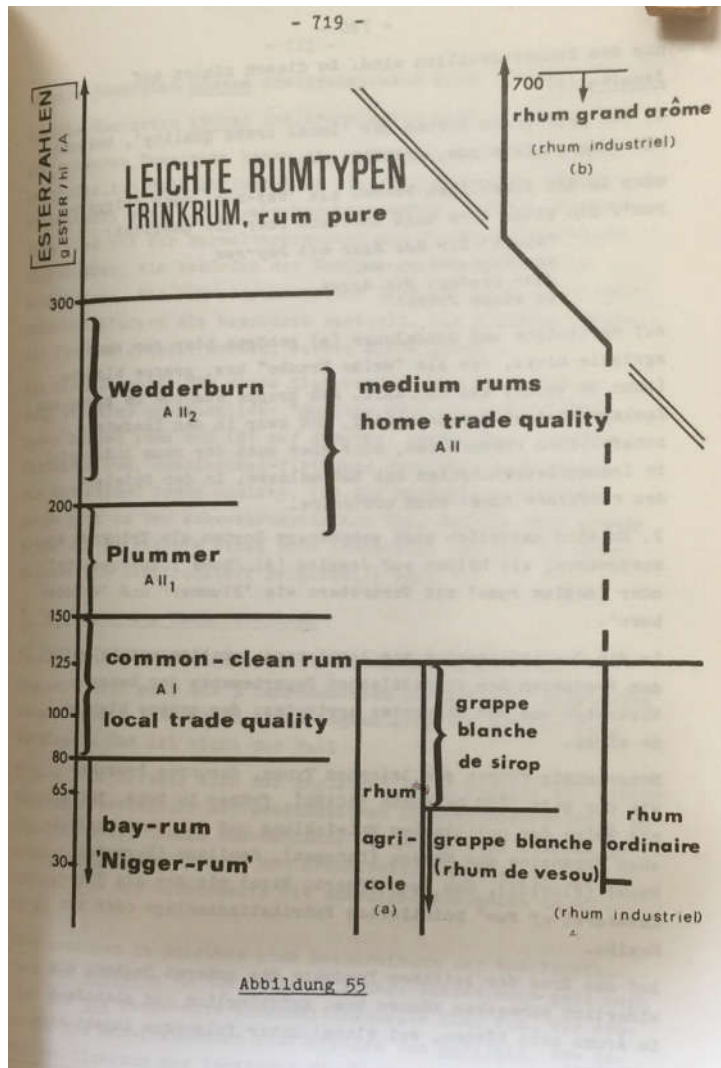 - 719 -
ESTERZAHLEN
gESTER/hl rA
LEICHTE RUMTYPEN
TRINKRUM, rum pure
700
rhum grand arôme
(rhum industriel)
(b)
300
Wedderburn
A II2
medium rums
home trade quality
A II
200
Plummer
A II1
150
125
common-clean rum
A I
100
local trade quality
80
65
bay-rum
'Nigger-rum'
30
grappe
blanche
de sirop
rhum
agri-
cole
(a)
grappe blanche
(rhum de vesou)
rhum
ordinaire
(rhum industriel)
Abbildung 55